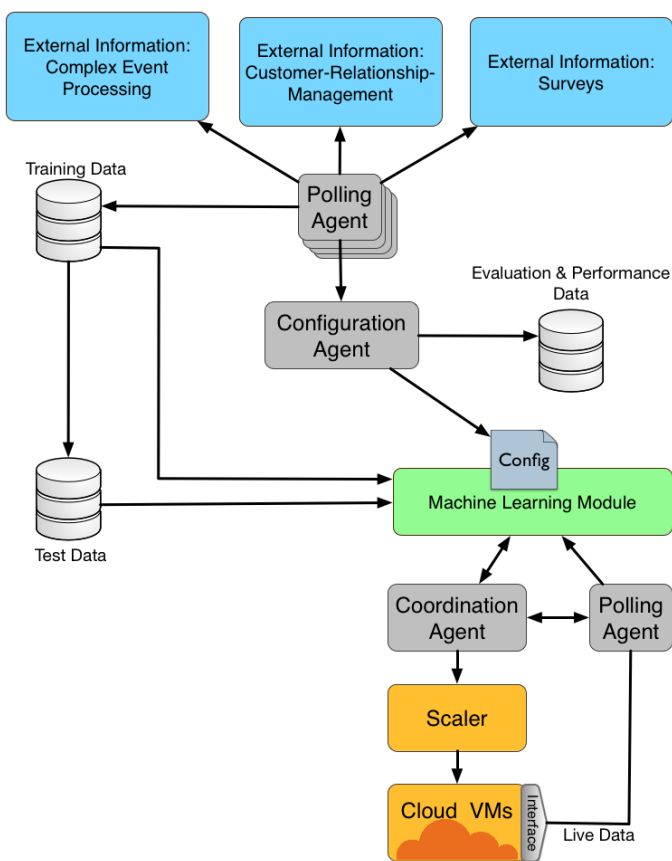 External Information:
Complex Event
Processing
External Information:
Customer-Relationship-
Management
External Information:
Surveys
Training Data
Polling
Agent
Evaluation & Performance
Data
Configuration
Agent
Config
Machine Learning Module
Test Data
Coordination
Agent
Polling
Agent
Scaler
Cloud VMs
Interface
Live Data